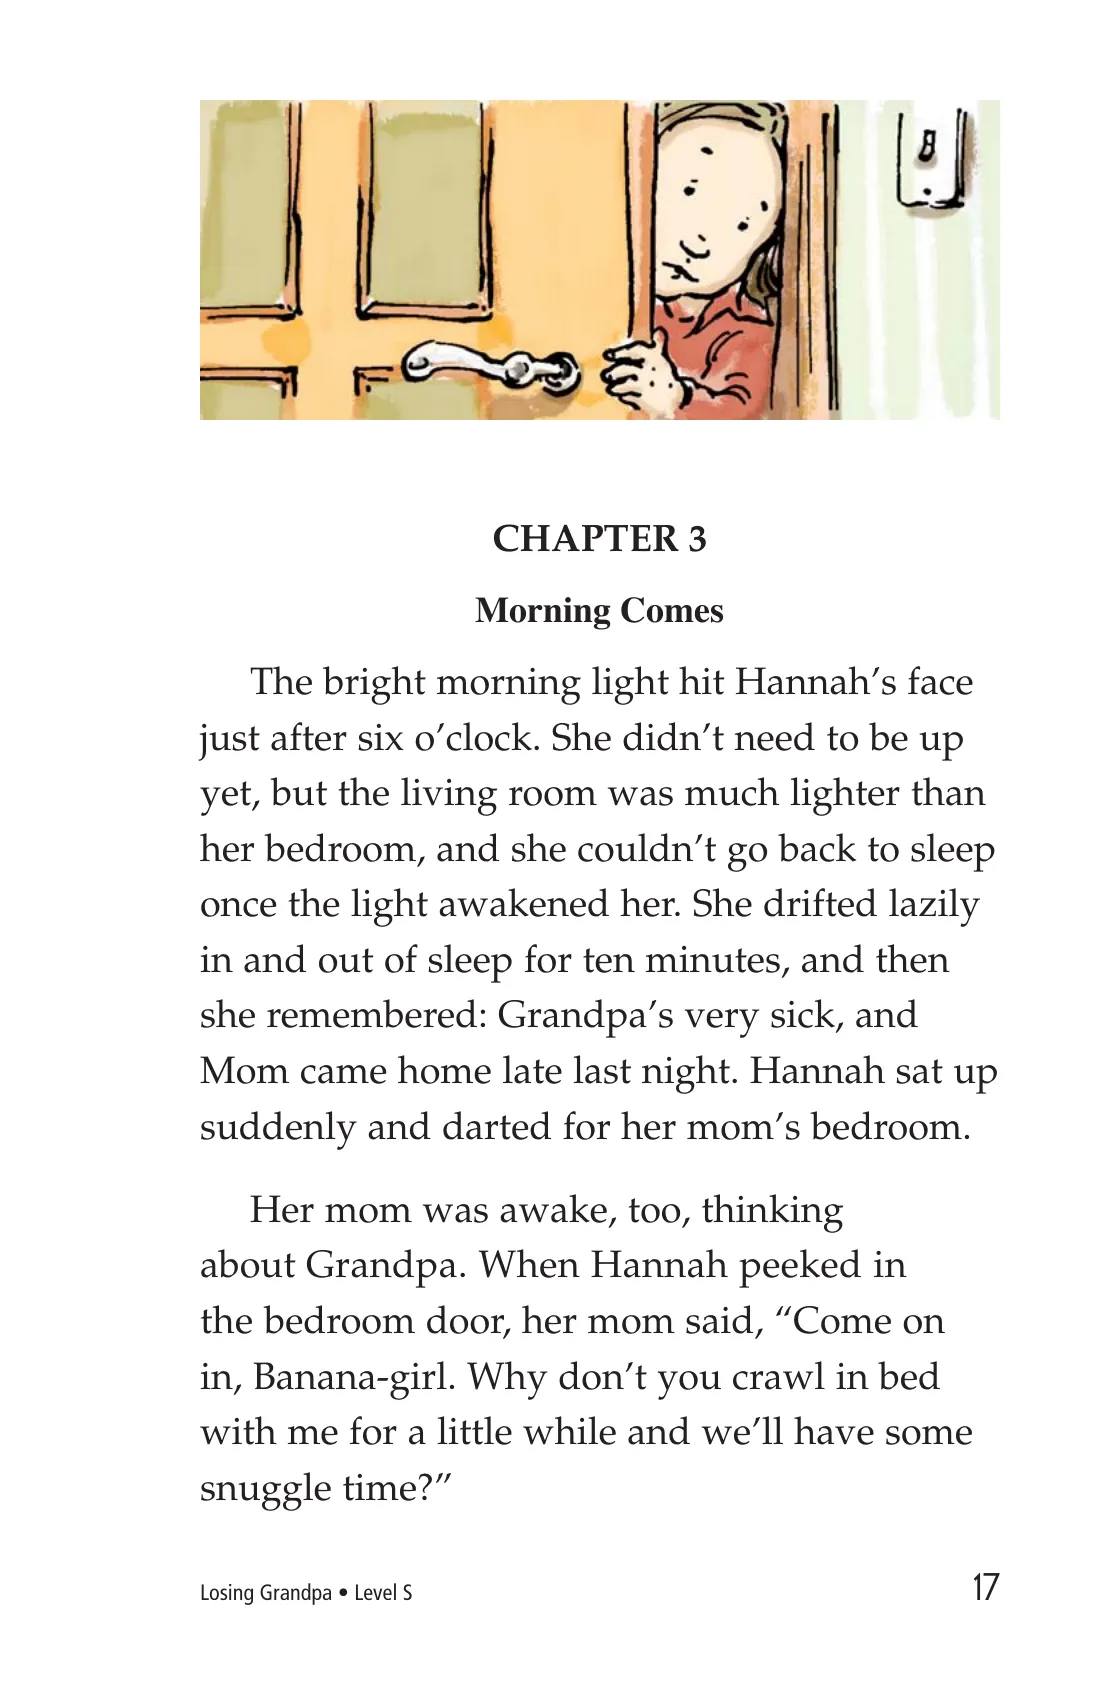 CHAPTER 3
Morning Comes
The bright morning light hit Hannah’s face
just after six o’clock. She didn’t need to be up
yet, but the living room was much lighter than
her bedroom, and she couldn’t go back to sleep
once the light awakened her. She drifted lazily
in and out of sleep for ten minutes, and then
she remembered: Grandpa’s very sick, and
Mom came home late last night. Hannah sat up
suddenly and darted for her mom’s bedroom.
Her mom was awake, too, thinking
about Grandpa. When Hannah peeked in
the bedroom door, her mom said, “Come on
in, Banana-girl. Why don’t you crawl in bed
with me for a little while and we’ll have some
snuggle time?”
Losing Grandpa • Level S
17